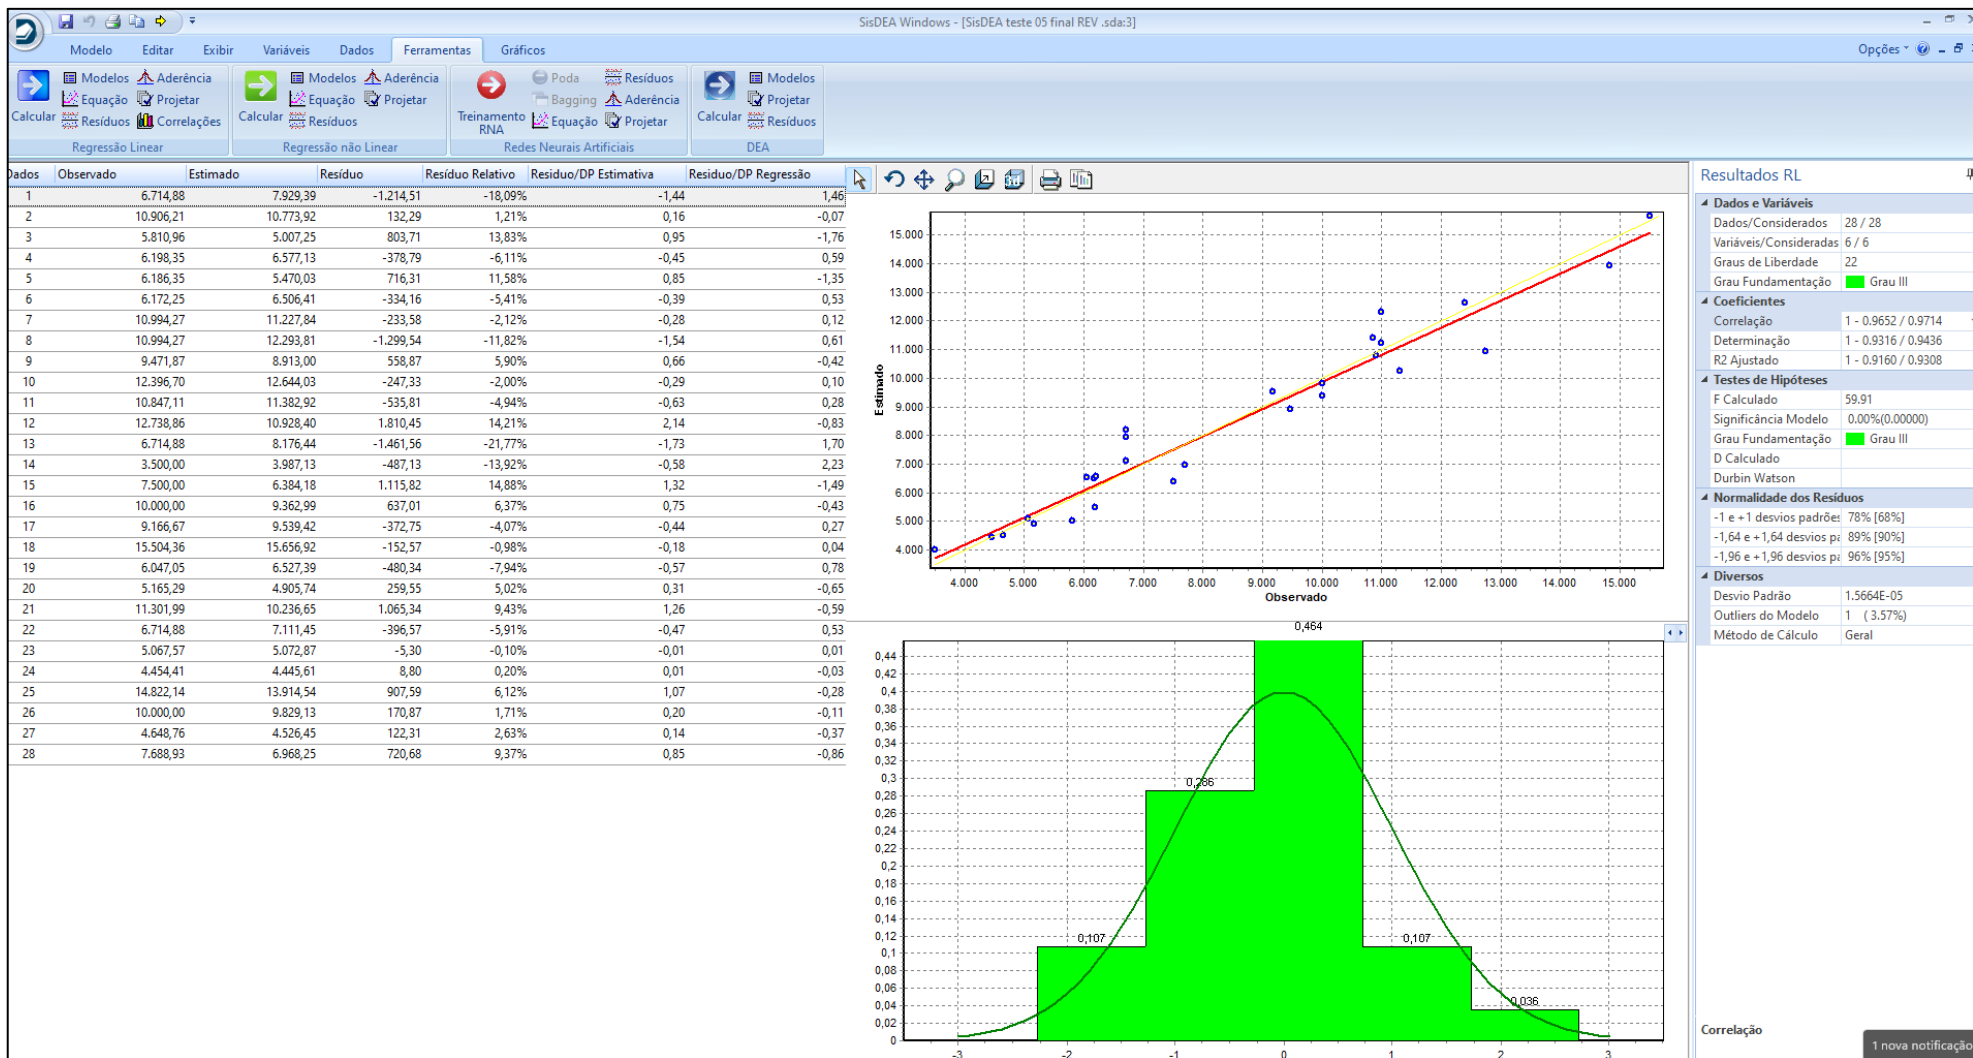 SisDEA Windows - [SisDEA teste 05 final REV .sda:3]
Modelo Editar Exibir Variáveis Dados Ferramentas Gráficos Opções
Calcular Modelos Aderência Equação Projetar Resíduos Correlações
Regressão Linear
Calcular Modelos Aderência Equação Projetar Resíduos
Regressão não Linear
Treinamento RNA Poda Resíduos Bagging Aderência Equação Projetar
Redes Neurais Artificiais
Calcular Modelos Projetar Resíduos
DEA
Dados Observado Estimado Resíduo Resíduo Relativo Residuo/DP Estimativa Residuo/DP Regressão
1 6.714,88 7.929,39 -1.214,51 -18,09% -1,44 1,46
2 10.906,21 10.773,92 132,29 1,21% 0,16 -0,07
3 5.810,96 5.007,25 803,71 13,83% 0,95 -1,76
4 6.198,35 6.577,13 -378,79 -6,11% -0,45 0,59
5 6.186,35 5.470,03 716,31 11,58% 0,85 -1,35
6 6.172,25 6.506,41 -334,16 -5,41% -0,39 0,53
7 10.994,27 11.227,84 -233,58 -2,12% -0,28 0,12
8 10.994,27 12.293,81 -1.299,54 -11,82% -1,54 0,61
9 9.471,87 8.913,00 558,87 5,90% 0,66 -0,42
10 12.396,70 12.644,03 -247,33 -2,00% -0,29 0,10
11 10.847,11 11.382,92 -535,81 -4,94% -0,63 0,28
12 12.738,86 10.928,40 1.810,45 14,21% 2,14 -0,83
13 6.714,88 8.176,44 -1.461,56 -21,77% -1,73 1,70
14 3.500,00 3.987,13 -487,13 -13,92% -0,58 2,23
15 7.500,00 6.384,18 1.115,82 14,88% 1,32 -1,49
16 10.000,00 9.362,99 637,01 6,37% 0,75 -0,43
17 9.166,67 9.539,42 -372,75 -4,07% -0,44 0,27
18 15.504,36 15.656,92 -152,57 -0,98% -0,18 0,04
19 6.047,05 6.527,39 -480,34 -7,94% -0,57 0,78
20 5.165,29 4.905,74 259,55 5,02% 0,31 -0,65
21 11.301,99 10.236,65 1.065,34 9,43% 1,26 -0,59
22 6.714,88 7.111,45 -396,57 -5,91% -0,47 0,53
23 5.067,57 5.072,87 -5,30 -0,10% -0,01 0,01
24 4.454,41 4.445,61 8,80 0,20% 0,01 -0,03
25 14.822,14 13.914,54 907,59 6,12% 1,07 -0,28
26 10.000,00 9.829,13 170,87 1,71% 0,20 -0,11
27 4.648,76 4.526,45 122,31 2,63% 0,14 -0,37
28 7.688,93 6.968,25 720,68 9,37% 0,85 -0,86
Estimado
15.000
14.000
13.000
12.000
11.000
10.000
9.000
8.000
7.000
6.000
5.000
4.000
4.000 5.000 6.000 7.000 8.000 9.000 10.000 11.000 12.000 13.000 14.000 15.000
Observado
0,464
0,44
0,42
0,4
0,38
0,36
0,34
0,32
0,3
0,28
0,26
0,24
0,22
0,2
0,18
0,16
0,14
0,12
0,1
0,08
0,06
0,04
0,02
0
0,286
0,107
0,107
0,036
-3 -2 -1 0 1 2 3
Resultados RL
Dados e Variáveis
Dados/Considerados 28 / 28
Variáveis/Consideradas 6 / 6
Graus de Liberdade 22
Grau Fundamentação Grau III
Coeficientes
Correlação 1 - 0.9652 / 0.9714
Determinação 1 - 0.9316 / 0.9436
R2 Ajustado 1 - 0.9160 / 0.9308
Testes de Hipóteses
F Calculado 59.91
Significância Modelo 0.00%(0.00000)
Grau Fundamentação Grau III
D Calculado
Durbin Watson
Normalidade dos Resíduos
-1 e +1 desvios padrões 78% [68%]
-1,64 e +1,64 desvios pa 89% [90%]
-1,96 e +1,96 desvios pa 96% [95%]
Diversos
Desvio Padrão 1.5664E-05
Outliers do Modelo 1 (3.57%)
Método de Cálculo Geral
Correlação
1 nova notificação